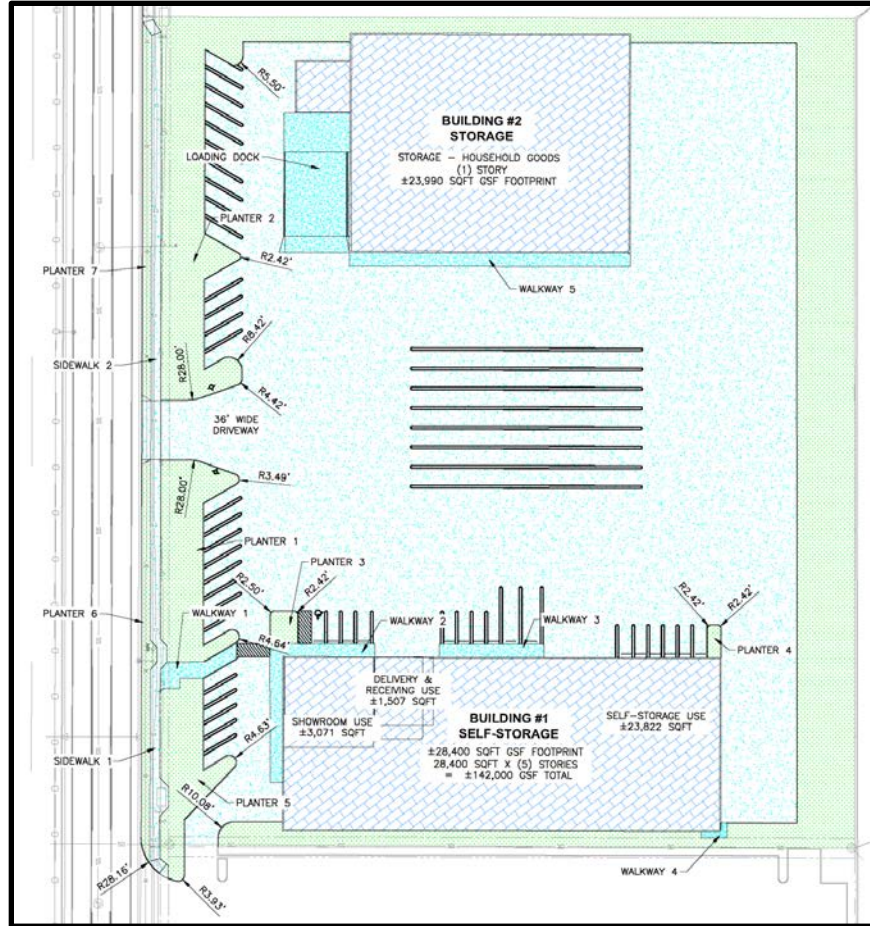 R5.50'
BUILDING #2
STORAGE
LOADING DOCK
STORAGE - HOUSEHOLD GOODS
(1) STORY
±23,990 SQFT GSF FOOTPRINT
PLANTER 2
R2.42'
PLANTER 7
WALKWAY 5
R8.42'
R28.00'
SIDEWALK 2
R4.42'
36' WIDE
DRIVEWAY
R3.49'
R28.00'
PLANTER 1
PLANTER 3
R2.50'
R2.42'
R2.42'
R2.42'
PLANTER 6
WALKWAY 1
WALKWAY 2
WALKWAY 3
R4.64'
PLANTER 4
DELIVERY &
RECEIVING USE
±1,507 SQFT
SHOWROOM USE
±3,071 SQFT
BUILDING #1
SELF-STORAGE
SELF-STORAGE USE
±23,822 SQFT
R4.63'
±28,400 SQFT GSF FOOTPRINT
28,400 SQFT X (5) STORIES
= ±142,000 GSF TOTAL
SIDEWALK 1
R10.08'
PLANTER 5
WALKWAY 4
R28.16'
R3.93'